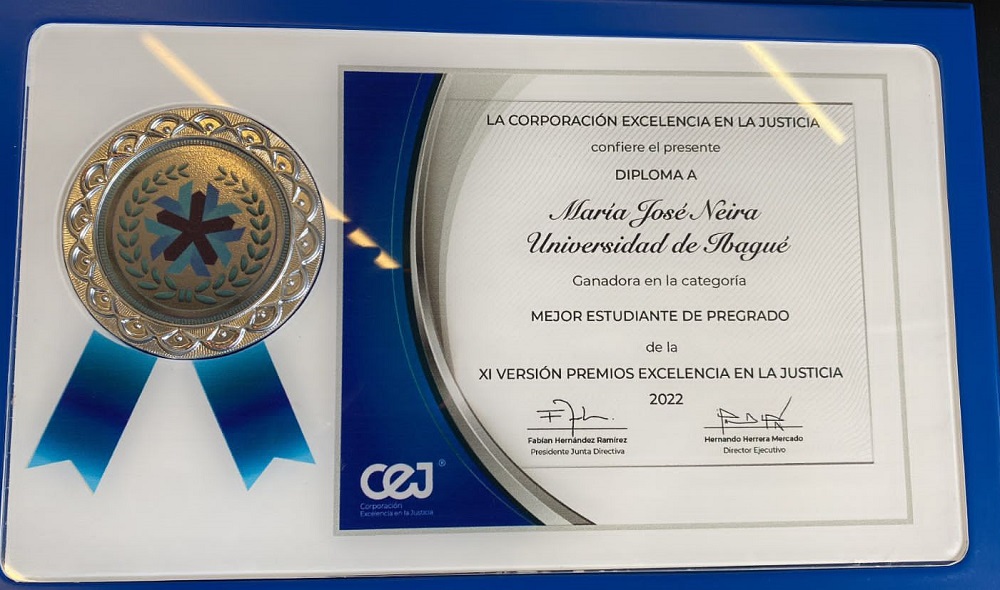 LA CORPORACIÓN EXCELENCIA EN LA JUSTICIA
confiere el presente
DIPLOMA A
María José Neira
Universidad de Ibagué
Ganadora en la categoría
MEJOR ESTUDIANTE DE PREGRADO
de la
XI VERSIÓN PREMIOS EXCELENCIA EN LA JUSTICIA
2022
Fabían Hernández Ramírez
Presidente Junta Directiva
Hernando Herrera Mercado
Director Ejecutivo
CEJ®
Corporación
Excelencia en la Justicia